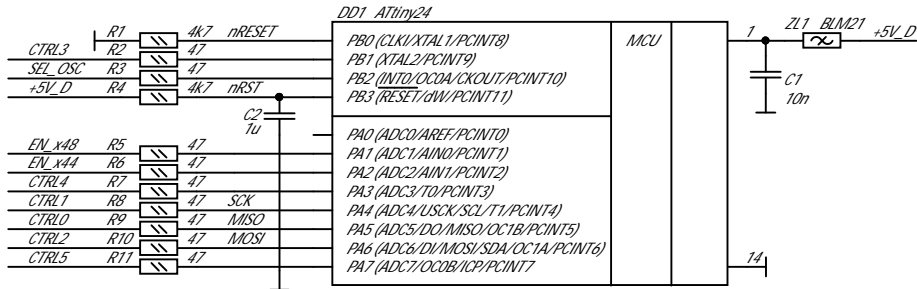 DD1 ATtiny24
R1 4k7 nRESET PB0 (CLKI/XTAL1/PCINT8) MCU 1 ZL1 BLM21 +5V_D
CTRL3 R2 47 PB1 (XTAL2/PCINT9)
SEL_OSC R3 47 PB2 (INT0/OC0A/CKOUT/PCINT10)
+5V_D R4 4k7 nRST PB3 (RESET/dW/PCINT11)
C1
10n
C2
1u
PA0 (ADC0/AREF/PCINT0)
EN_x48 R5 47 PA1 (ADC1/AIN0/PCINT1)
EN_x44 R6 47 PA2 (ADC2/AIN1/PCINT2)
CTRL4 R7 47 PA3 (ADC3/T0/PCINT3)
CTRL1 R8 47 SCK PA4 (ADC4/USCK/SCL/T1/PCINT4)
CTRL0 R9 47 MISO PA5 (ADC5/DO/MISO/OC1B/PCINT5)
CTRL2 R10 47 MOSI PA6 (ADC6/DI/MOSI/SDA/OC1A/PCINT6)
CTRL5 R11 47 PA7 (ADC7/OC0B/ICP/PCINT7 14